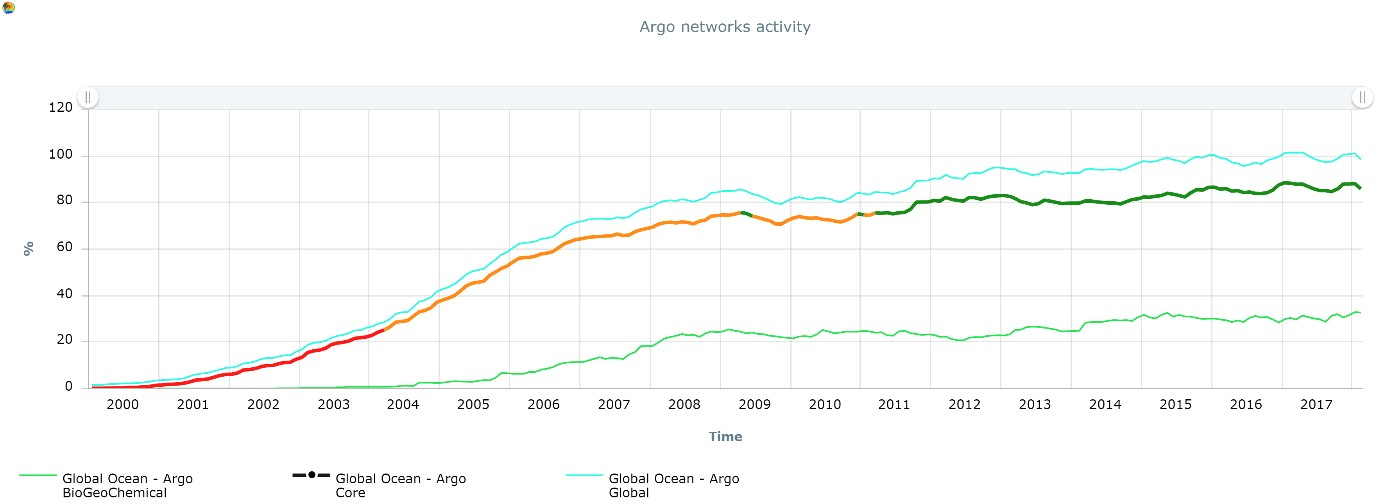 Argo networks activity
120
100
80
60
40
20
0
%
2000 2001 2002 2003 2004 2005 2006 2007 2008 2009 2010 2011 2012 2013 2014 2015 2016 2017
Time
Global Ocean - Argo BioGeoChemical
Global Ocean - Argo Core
Global Ocean - Argo Global